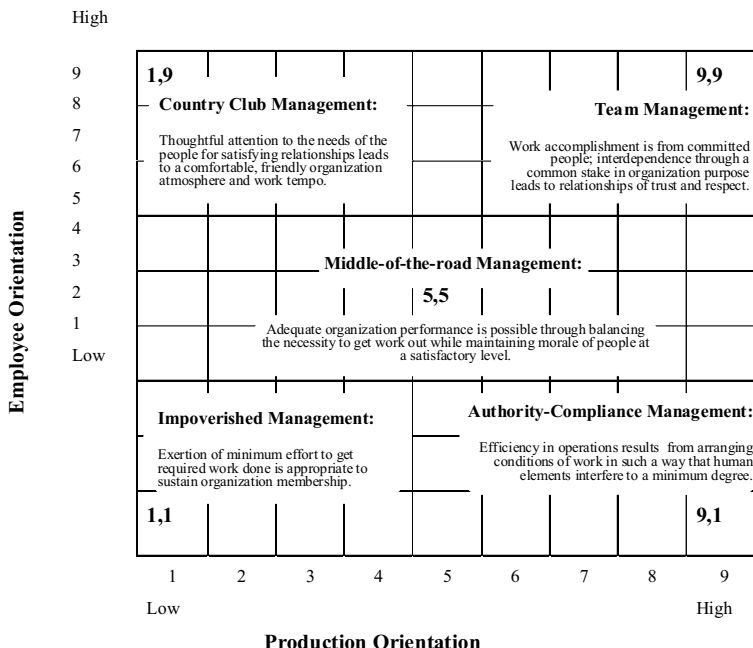 High
9
8
7
6
5
4
3
2
1
Low
Employee Orientation
1,9
Country Club Management:
Thoughtful attention to the needs of the
people for satisfying relationships leads
to a comfortable, friendly organization
atmosphere and work tempo.
9,9
Team Management:
Work accomplishment is from committed
people; interdependence through a
common stake in organization purpose
leads to relationships of trust and respect.
Middle-of-the-road Management:
5,5
Adequate organization performance is possible through balancing
the necessity to get work out while maintaining morale of people at
a satisfactory level.
Impoverished Management:
Exertion of minimum effort to get
required work done is appropriate to
sustain organization membership.
1,1
Authority-Compliance Management:
Efficiency in operations results from arranging
conditions of work in such a way that human
elements interfere to a minimum degree.
9,1
1 2 3 4 5 6 7 8 9
Low High
Production Orientation